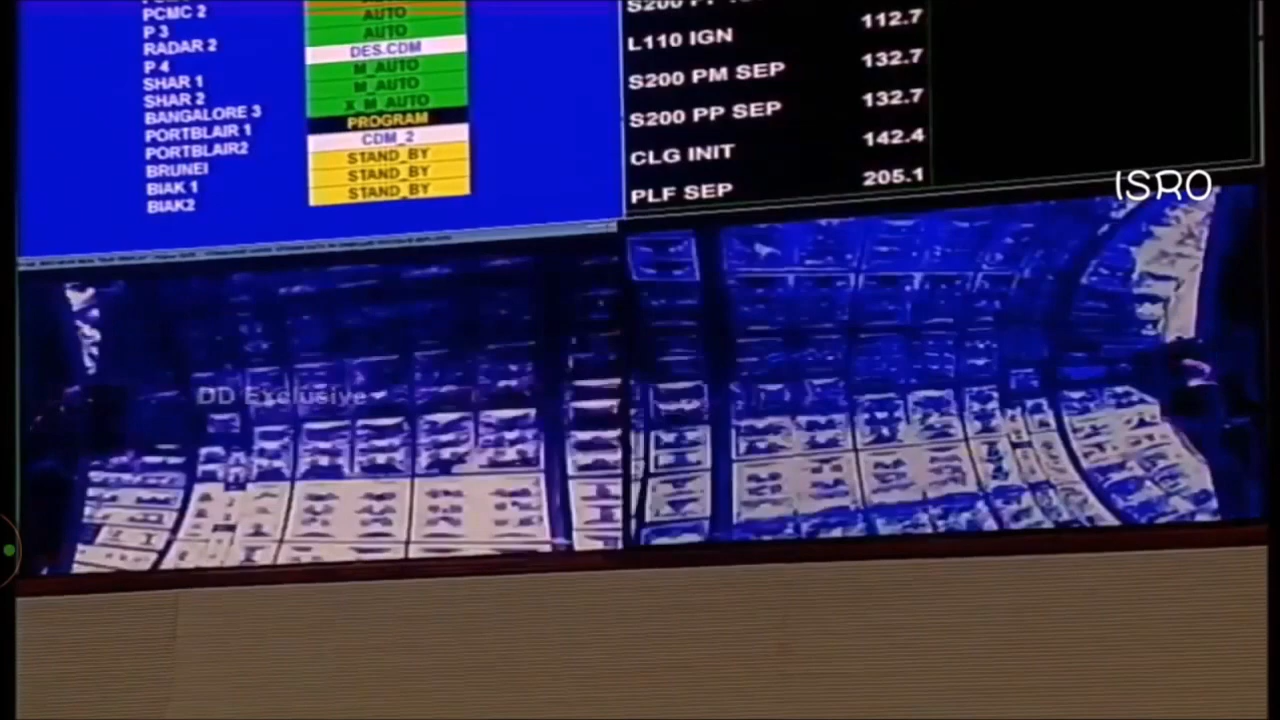 PCMC 2
P 3
RADAR 2
P 4
SHAR 1
SHAR 2
BANGALORE 3
PORTBLAIR 1
PORTBLAIR2
BRUNEI
BIAK 1
BIAK2
AUTO
AUTO
DES.CDM
M_AUTO
M_AUTO
X_M_AUTO
PROGRAM
CDM_2
STAND_BY
STAND_BY
STAND_BY
S200
L110 IGN 112.7
S200 PM SEP 132.7
S200 PP SEP 132.7
CLG INIT 142.4
PLF SEP 205.1
ISRO
DD Exclusive